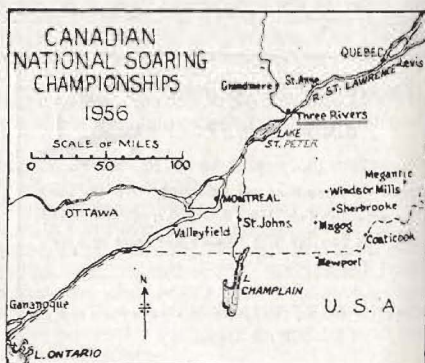 CANADIAN
NATIONAL SOARING
CHAMPIONSHIPS
1956
SCALE OF MILES
0 50 100
QUEBEC
Levis
R. ST. LAWRENCE
St. Anne
Grandmere
Three Rivers
LAKE
ST. PETER
Megantic
Windsor Mills
Sherbrooke
Magog
Coaticook
Newport
MONTREAL
OTTAWA
St. Johns
Valleyfield
N
L
CHAMPLAIN
U. S. A
Gananoque
L. ONTARIO